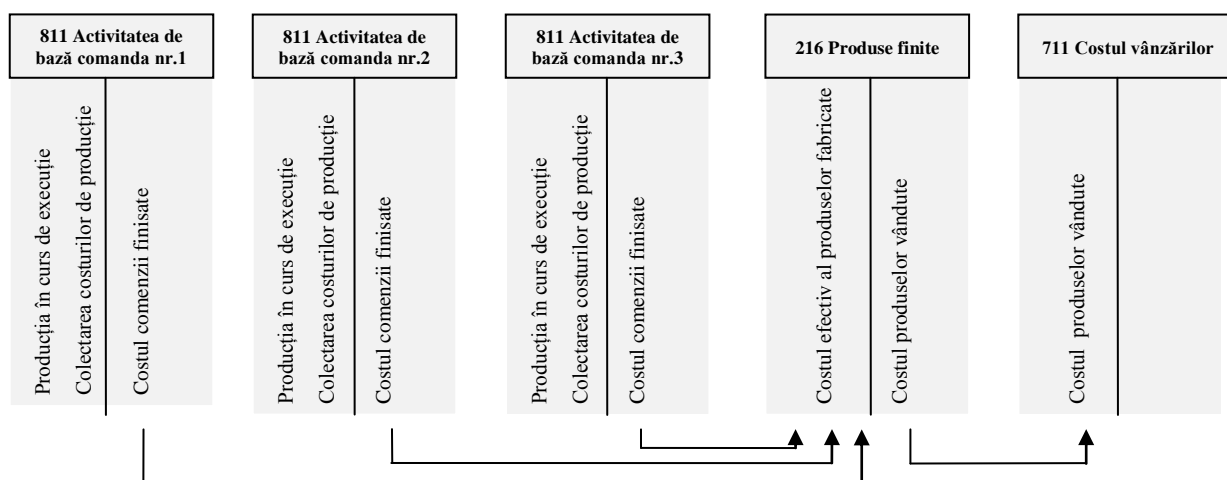 811 Activitatea de
bază comanda nr.1
811 Activitatea de
bază comanda nr.2
811 Activitatea de
bază comanda nr.3
216 Produse finite
711 Costul vânzărilor
Producția în curs de execuție
Colectarea costurilor de producție
Costul comenzii finisate
Producția în curs de execuție
Colectarea costurilor de producție
Costul comenzii finisate
Producția în curs de execuție
Colectarea costurilor de producție
Costul comenzii finisate
Costul efectiv al produselor fabricate
Costul produselor vândute
Costul produselor vândute